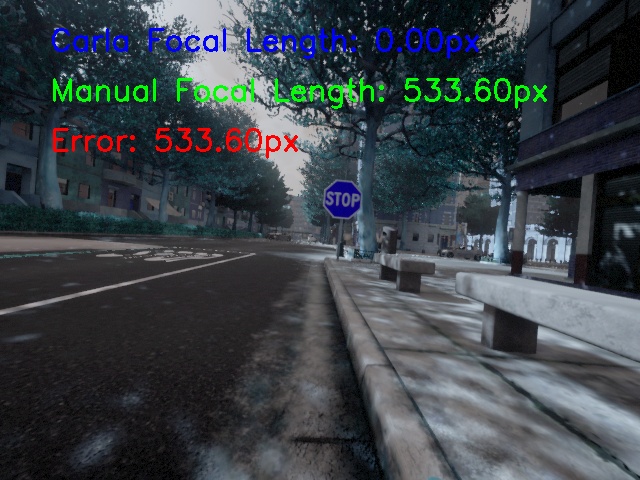 Carla Focal Length: 0.00px
Manual Focal Length: 533.60px
Error: 533.60px
STOP